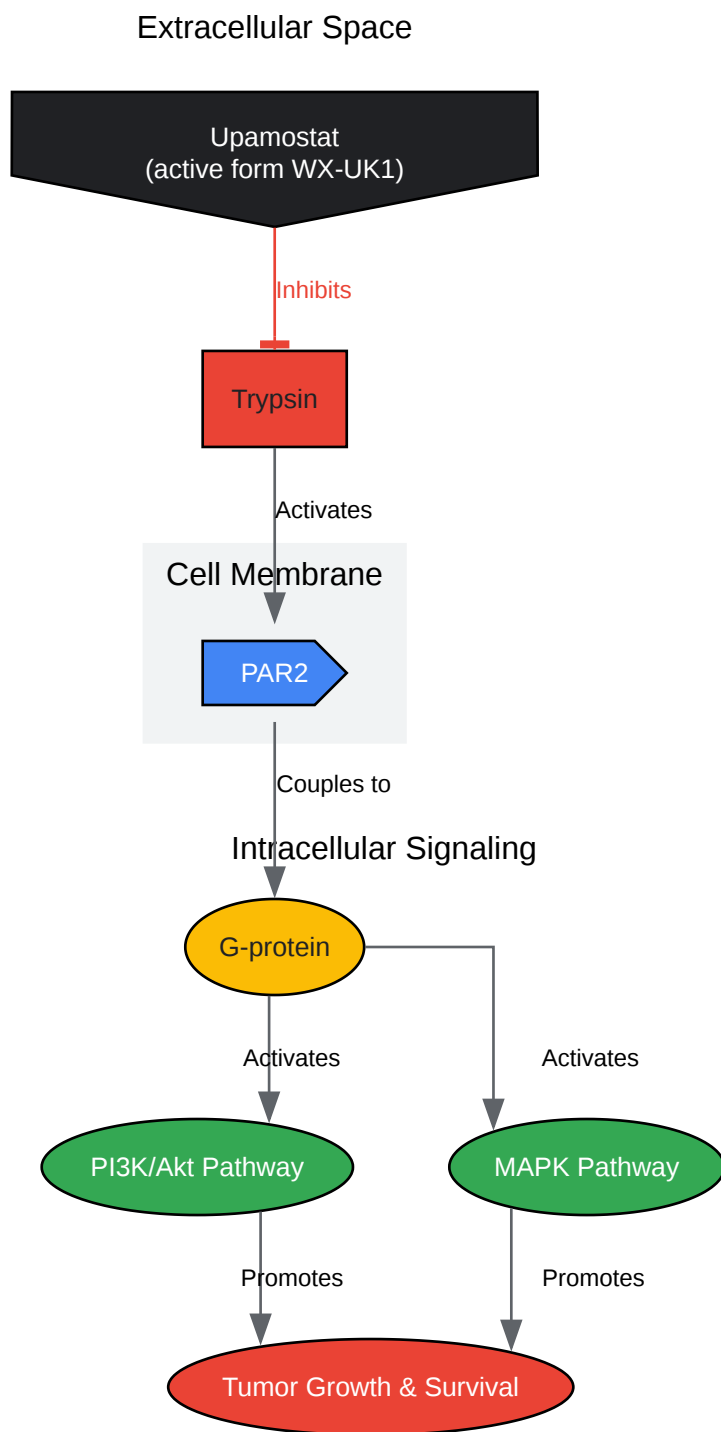 Extracellular Space
Upamostat
(active form WX-UK1)
Inhibits
Trypsin
Activates
Cell Membrane
PAR2
Couples to
Intracellular Signaling
G-protein
Activates
Activates
PI3K/Akt Pathway
MAPK Pathway
Promotes
Promotes
Tumor Growth & Survival